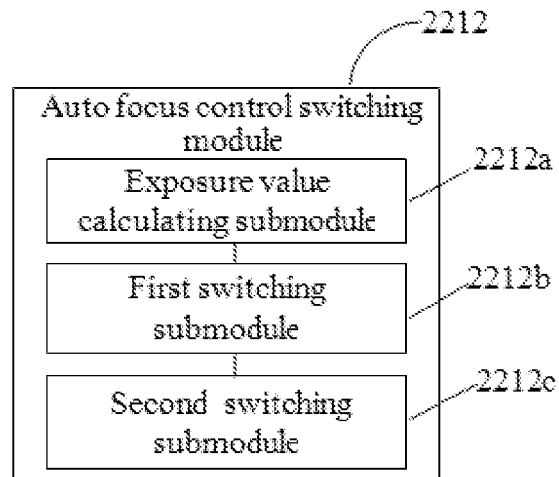 2212
Auto focus control switching
module
2212a
Exposure value
calculating submodule
2212b
First switching
submodule
2212c
Second switching
submodule